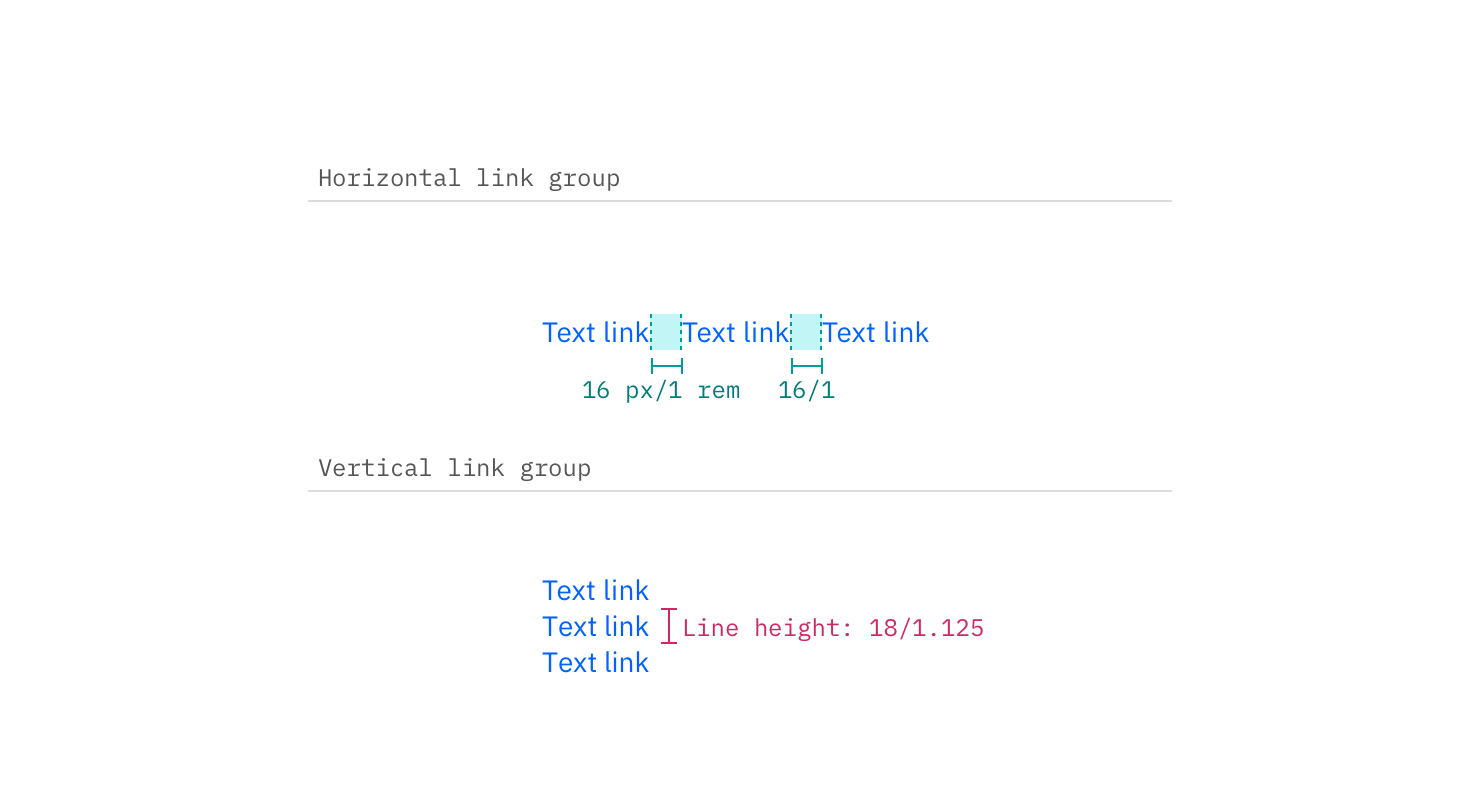 Horizontal link group
Text link Text link Text link
16 px/1 rem 16/1
Vertical link group
Text link
Text link Line height: 18/1.125
Text link